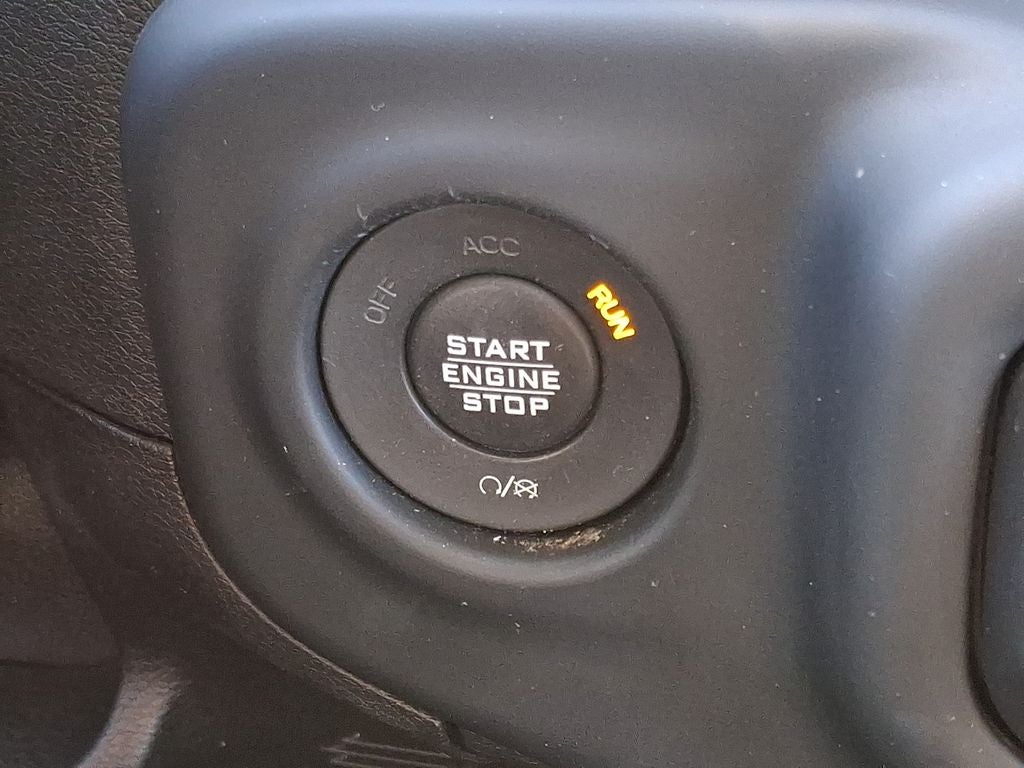 ACC
OFF
RUN
START
ENGINE
STOP